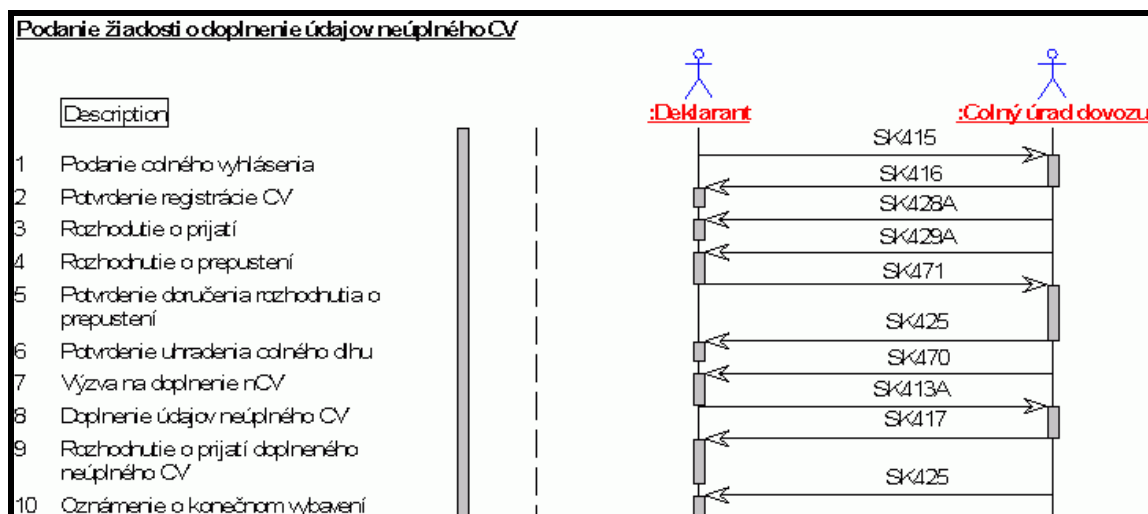 Podanie žiadosti o doplnenie údajov neúplného CV
:Deklarant
:Colný úrad dovozu
Description
SK415
1 Podanie colného vyhlásenia
SK416
2 Potvrdenie registrácie CV
SK428A
3 Rozhodutie o prijatí
SK429A
4 Rozhodnutie o prepustení
SK471
5 Potvrdenie doručenia rozhodnutia o
prepustení
SK425
6 Potvrdenie uhradenia colného dlhu
SK470
7 Výzva na doplnenie nCV
SK413A
8 Doplnenie údajov neúplného CV
SK417
9 Rozhodnutie o prijatí doplneného
neúplného CV
SK425
10 Oznámenie o konečnom vybavení